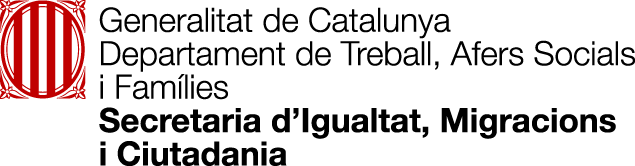 Generalitat de Catalunya
Departament de Treball, Afers Socials
i Famílies
Secretaria d’Igualtat, Migracions
i Ciutadania